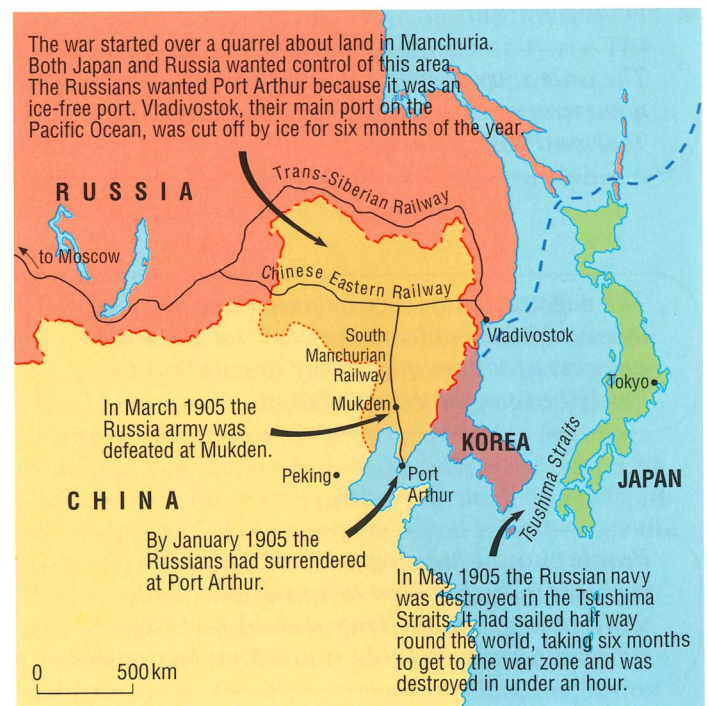 The war started over a quarrel about land in Manchuria.
Both Japan and Russia wanted control of this area.
The Russians wanted Port Arthur because it was an
ice-free port. Vladivostok, their main port on the
Pacific Ocean, was cut off by ice for six months of the year.
Trans-Siberian Railway
RUSSIA
to Moscow
Chinese Eastern Railway
South
Manchurian
Railway
Vladivostok
Tokyo
Mukden
In March 1905 the
Russia army was
defeated at Mukden.
KOREA
Tsushima Straits
JAPAN
Peking
Port
Arthur
CHINA
By January 1905 the
Russians had surrendered
at Port Arthur.
In May 1905 the Russian navy
was destroyed in the Tsushima
Straits. It had sailed half way
round the world, taking six months
to get to the war zone and was
destroyed in under an hour.
0 500 km